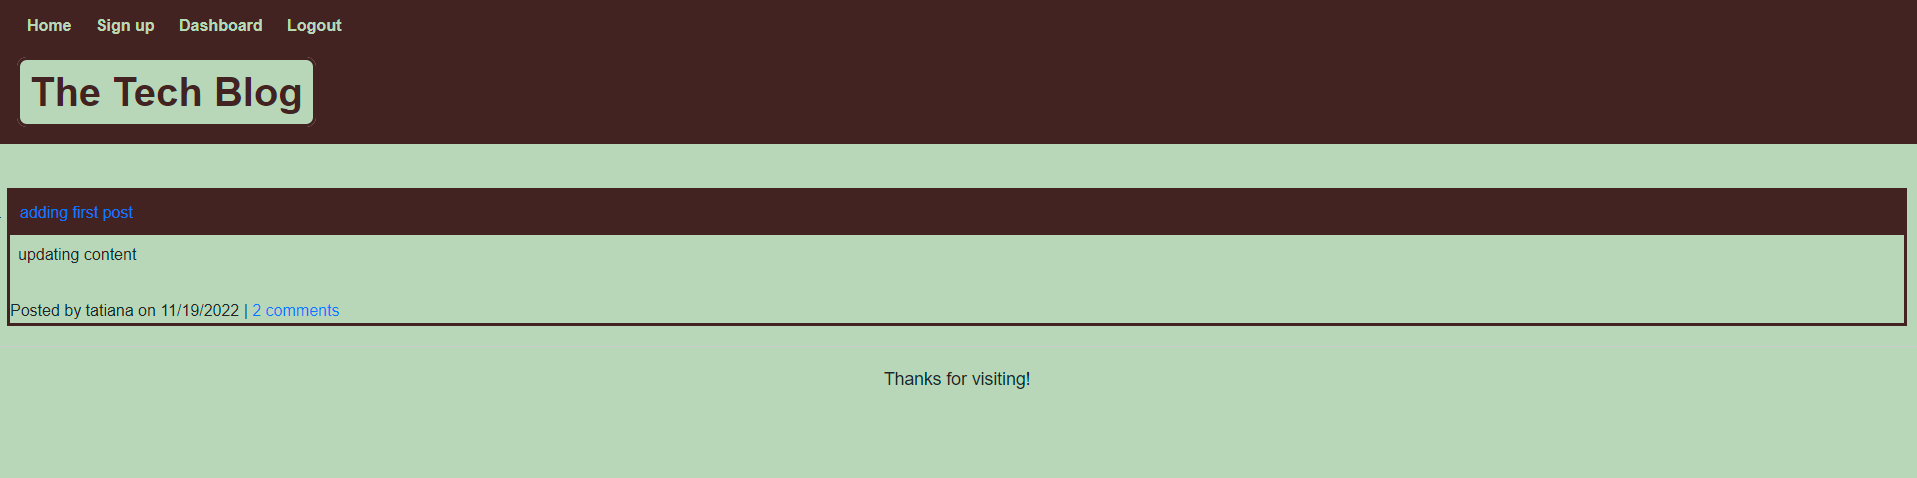 Home Sign up Dashboard Logout
The Tech Blog
adding first post
updating content
Posted by tatiana on 11/19/2022 | 2 comments
Thanks for visiting!